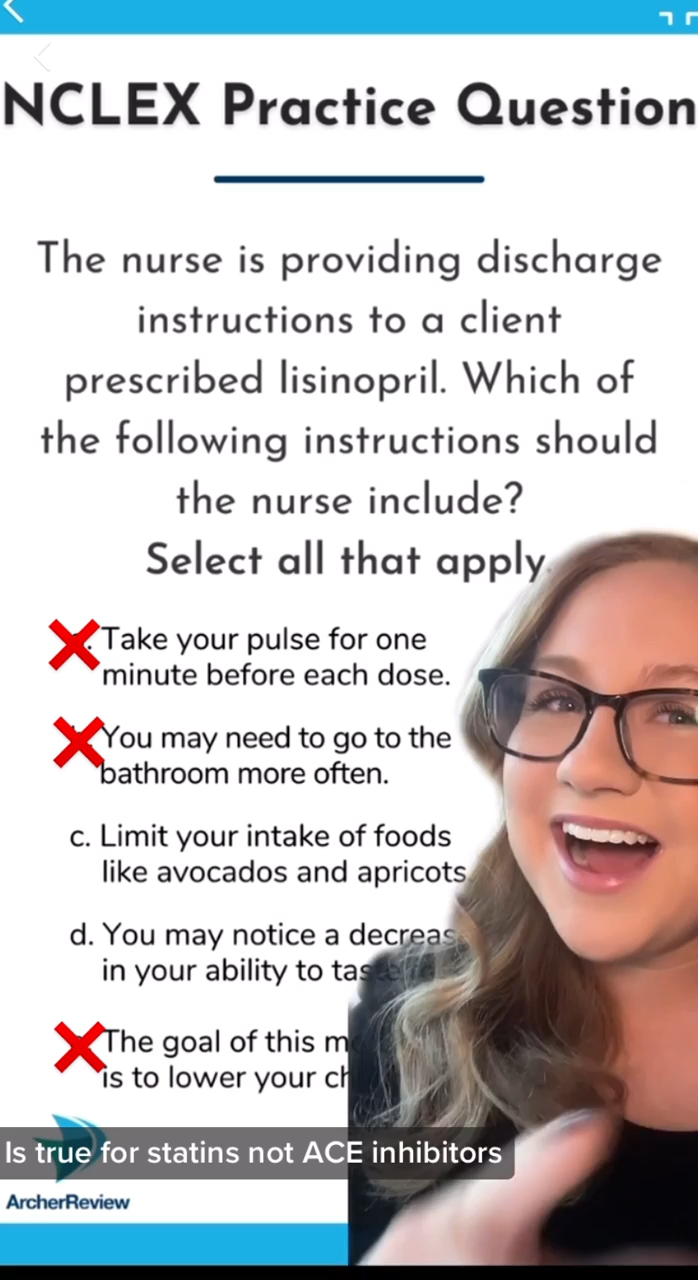 NCLEX Practice Question
The nurse is providing discharge
instructions to a client
prescribed lisinopril. Which of
the following instructions should
the nurse include?
Select all that apply.
Take your pulse for one
minute before each dose.
You may need to go to the
bathroom more often.
c. Limit your intake of foods
like avocados and apricots
d. You may notice a decreas
in your ability to tas
The goal of this m
is to lower your ch
Is true for statins not ACE inhibitors
ArcherReview